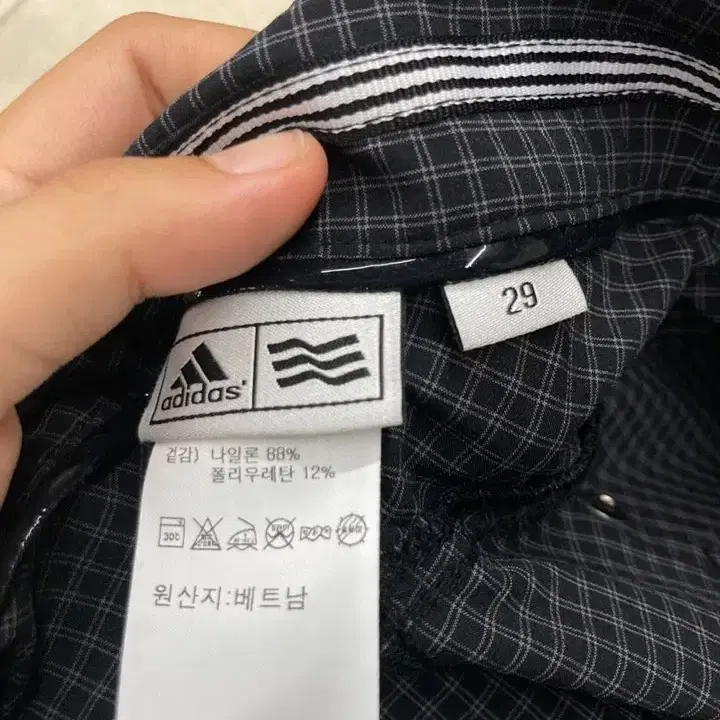 29
adidas
겉감) 나일론 88%
폴리우레탄 12%
30℃
원산지:베트남